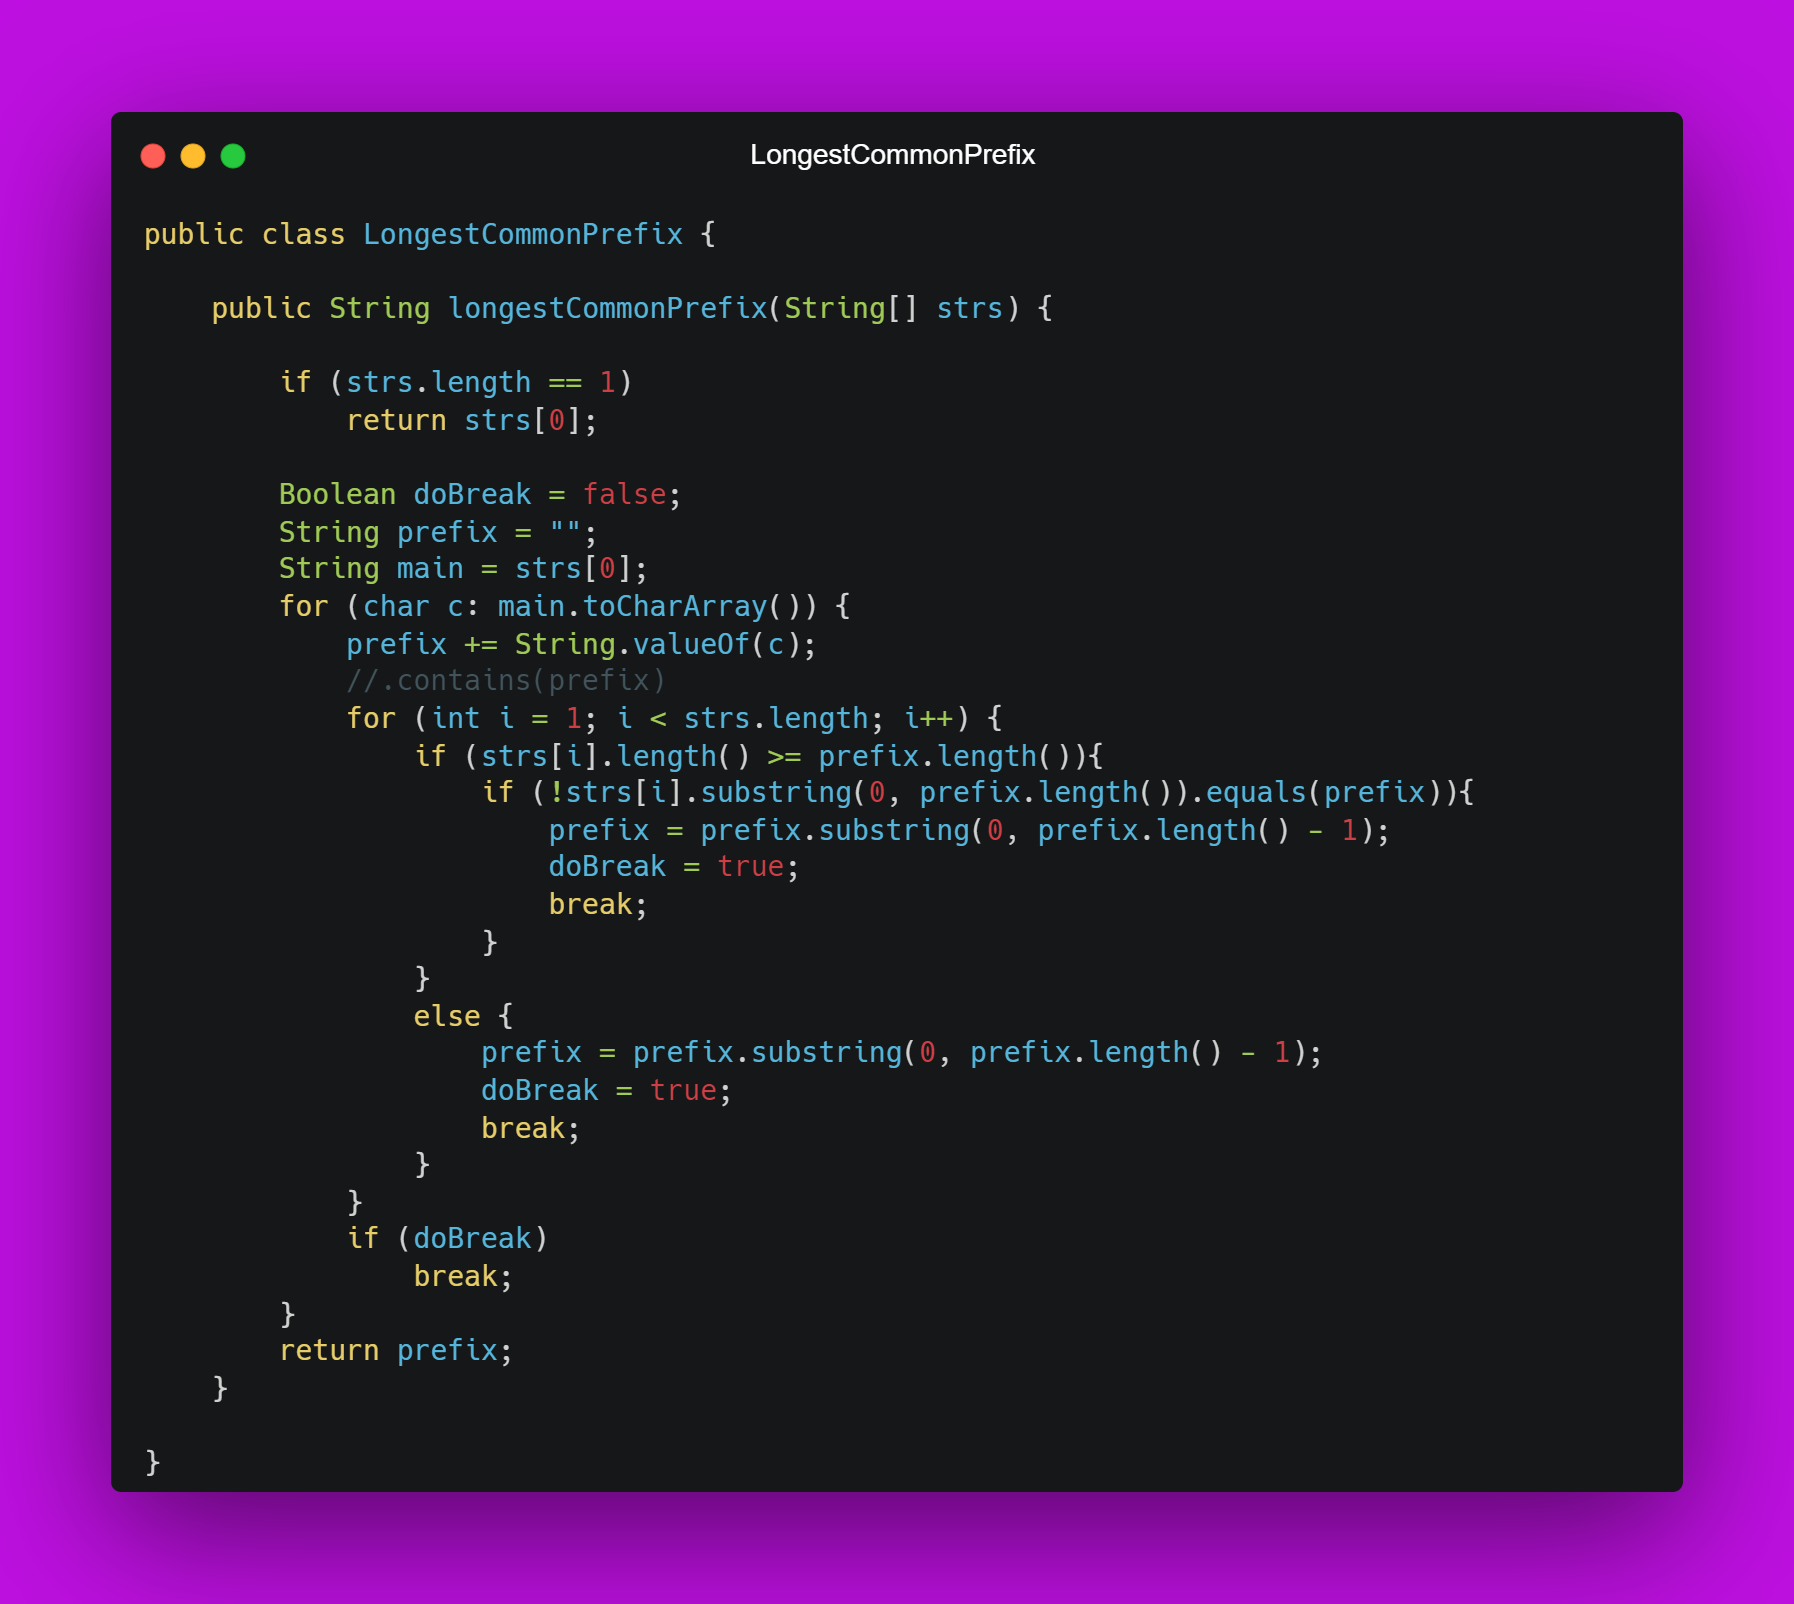 LongestCommonPrefix
public class LongestCommonPrefix {
    public String longestCommonPrefix(String[] strs) {
        if (strs.length == 1)
            return strs[0];
        Boolean doBreak = false;
        String prefix = "";
        String main = strs[0];
        for (char c: main.toCharArray()) {
            prefix += String.valueOf(c);
            //.contains(prefix)
            for (int i = 1; i < strs.length; i++) {
                if (strs[i].length() >= prefix.length()){
                    if (!strs[i].substring(0, prefix.length()).equals(prefix)){
                        prefix = prefix.substring(0, prefix.length() - 1);
                        doBreak = true;
                        break;
                    }
                }
                else {
                    prefix = prefix.substring(0, prefix.length() - 1);
                    doBreak = true;
                    break;
                }
            }
            if (doBreak)
                break;
        }
        return prefix;
    }
}